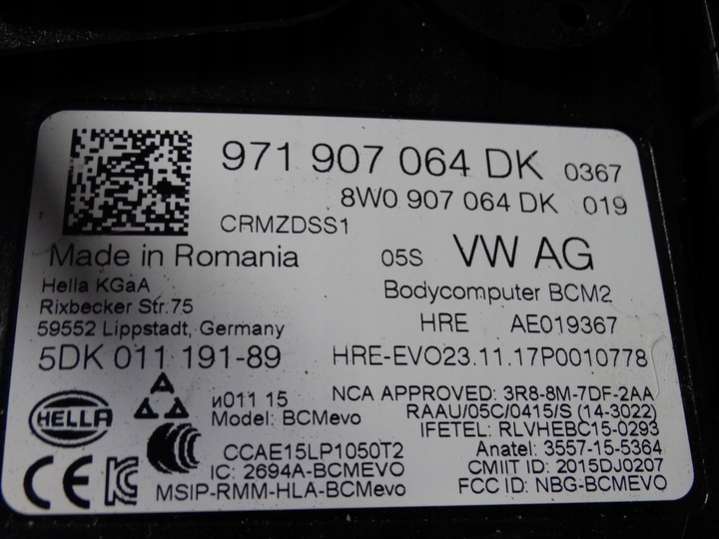 971 907 064 DK 0367
8W0 907 064 DK 019
CRMZDSS1
Made in Romania
05S VW AG
Hella KGaA
Rixbecker Str.75
59552 Lippstadt, Germany
Bodycomputer BCM2
HRE AE019367
5DK 011 191-89
HRE-EVO23.11.17P0010778
HELLA
и011 15
Model: BCMevo
NCA APPROVED: 3R8-8M-7DF-2AA
RAAU/05C/0415/S (14-3022)
IFETEL: RLVHEBC15-0293
CCAE15LP1050T2
Anatel: 3557-15-5364
IC: 2694A-BCMEVO
CMIIT ID: 2015DJ0207
CE
MSIP-RMM-HLA-BCMevo
FCC ID: NBG-BCMEVO